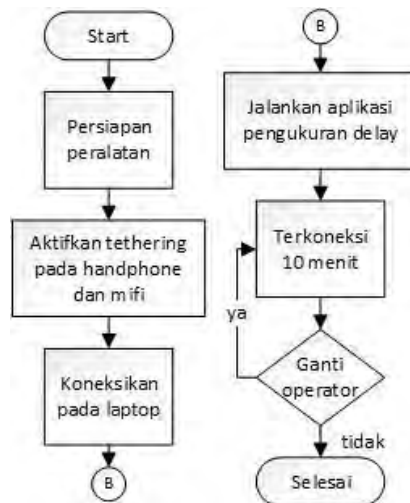 Start
Persiapan
peralatan
Aktifkan tethering
pada handphone
dan mifi
Koneksikan
pada laptop
B
B
Jalankan aplikasi
pengukuran delay
Terkoneksi
10 menit
ya
Ganti
operator
tidak
Selesai